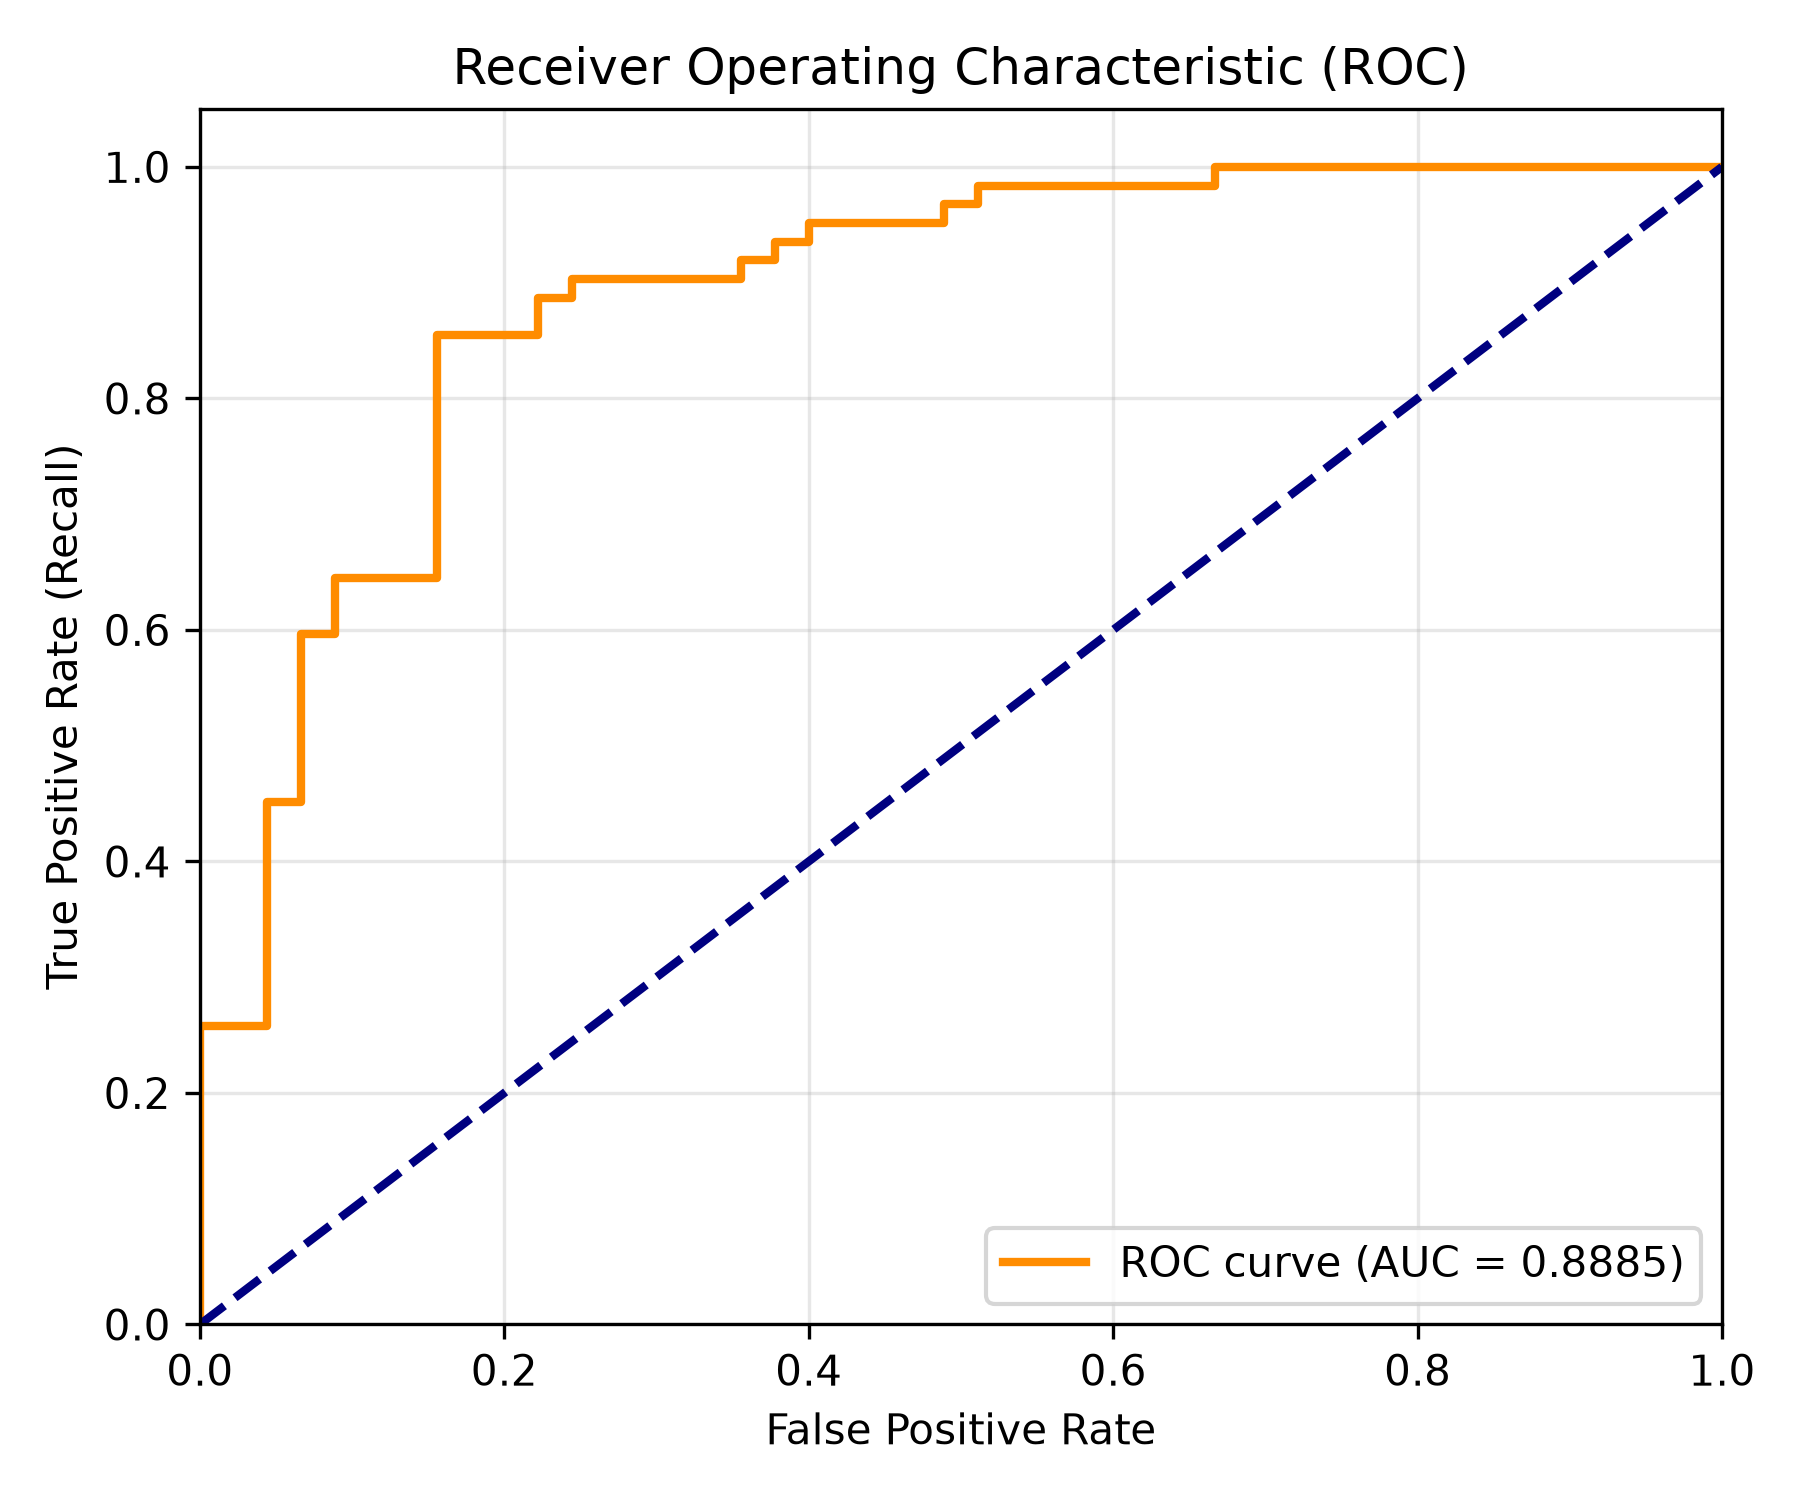 Receiver Operating Characteristic (ROC)
1.0
0.8
0.6
0.4
0.2
0.0
True Positive Rate (Recall)
ROC curve (AUC = 0.8885)
0.0 0.2 0.4 0.6 0.8 1.0
False Positive Rate